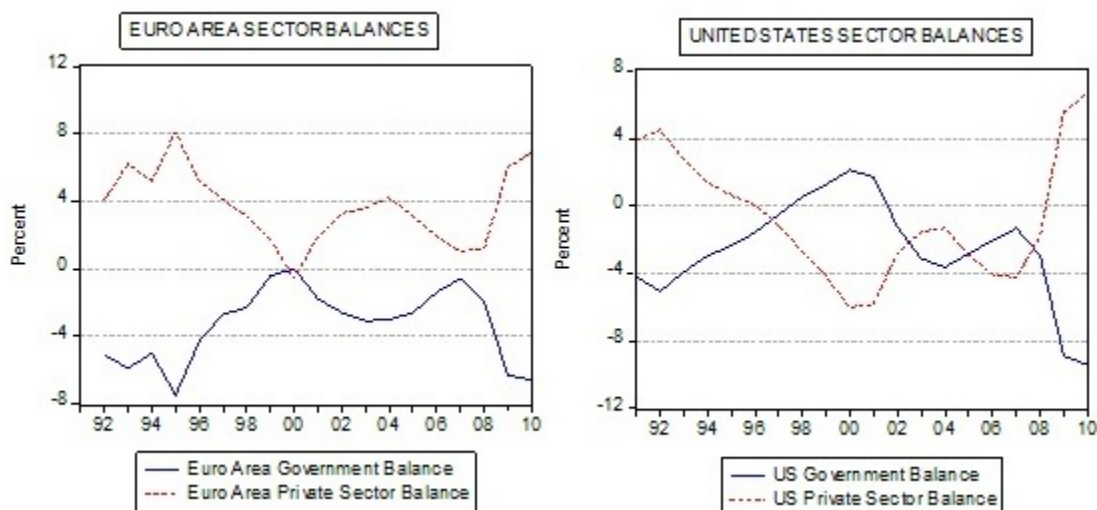 EURO AREA SECTOR BALANCES
12
8
4
0
-4
-8
Percent
92 94 96 98 00 02 04 06 08 10
Euro Area Government Balance
Euro Area Private Sector Balance
UNITED STATES SECTOR BALANCES
8
4
0
-4
-8
-12
Percent
92 94 96 98 00 02 04 06 08 10
US Government Balance
US Private Sector Balance